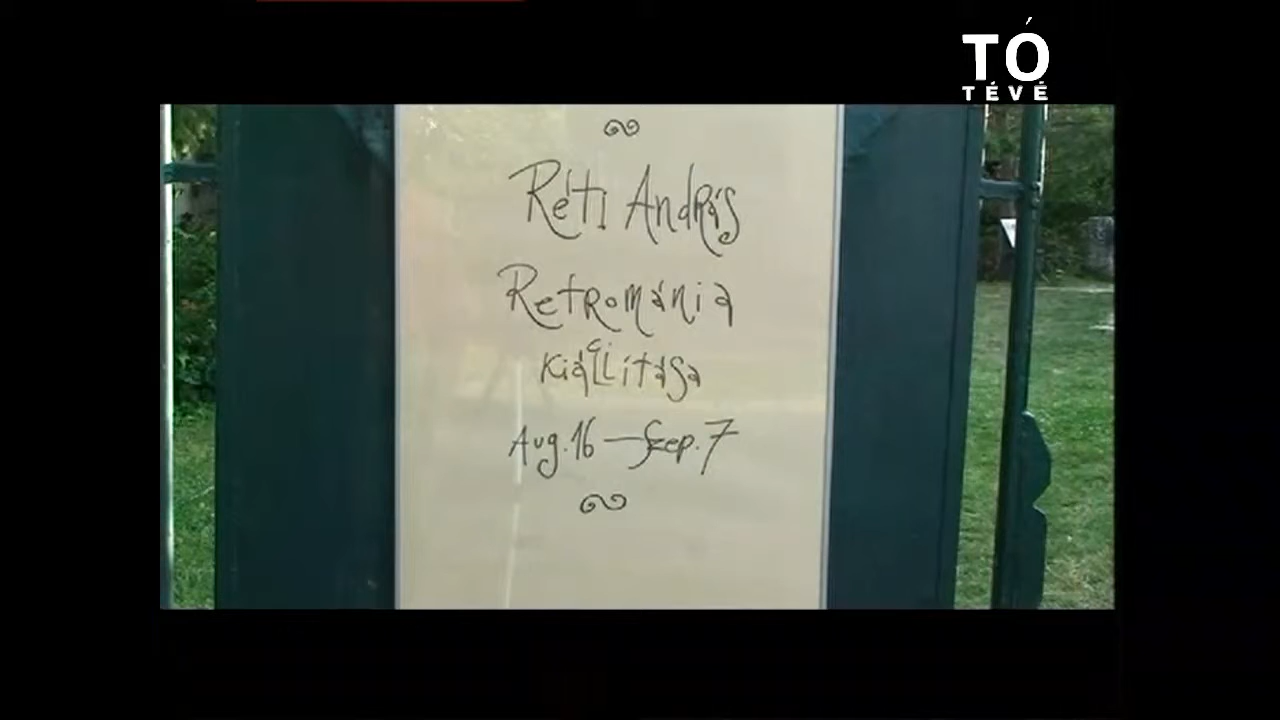 TÓ
TÉVÉ
Réti András
Retrománia
kiállítása
Aug. 16 — Szep. 7